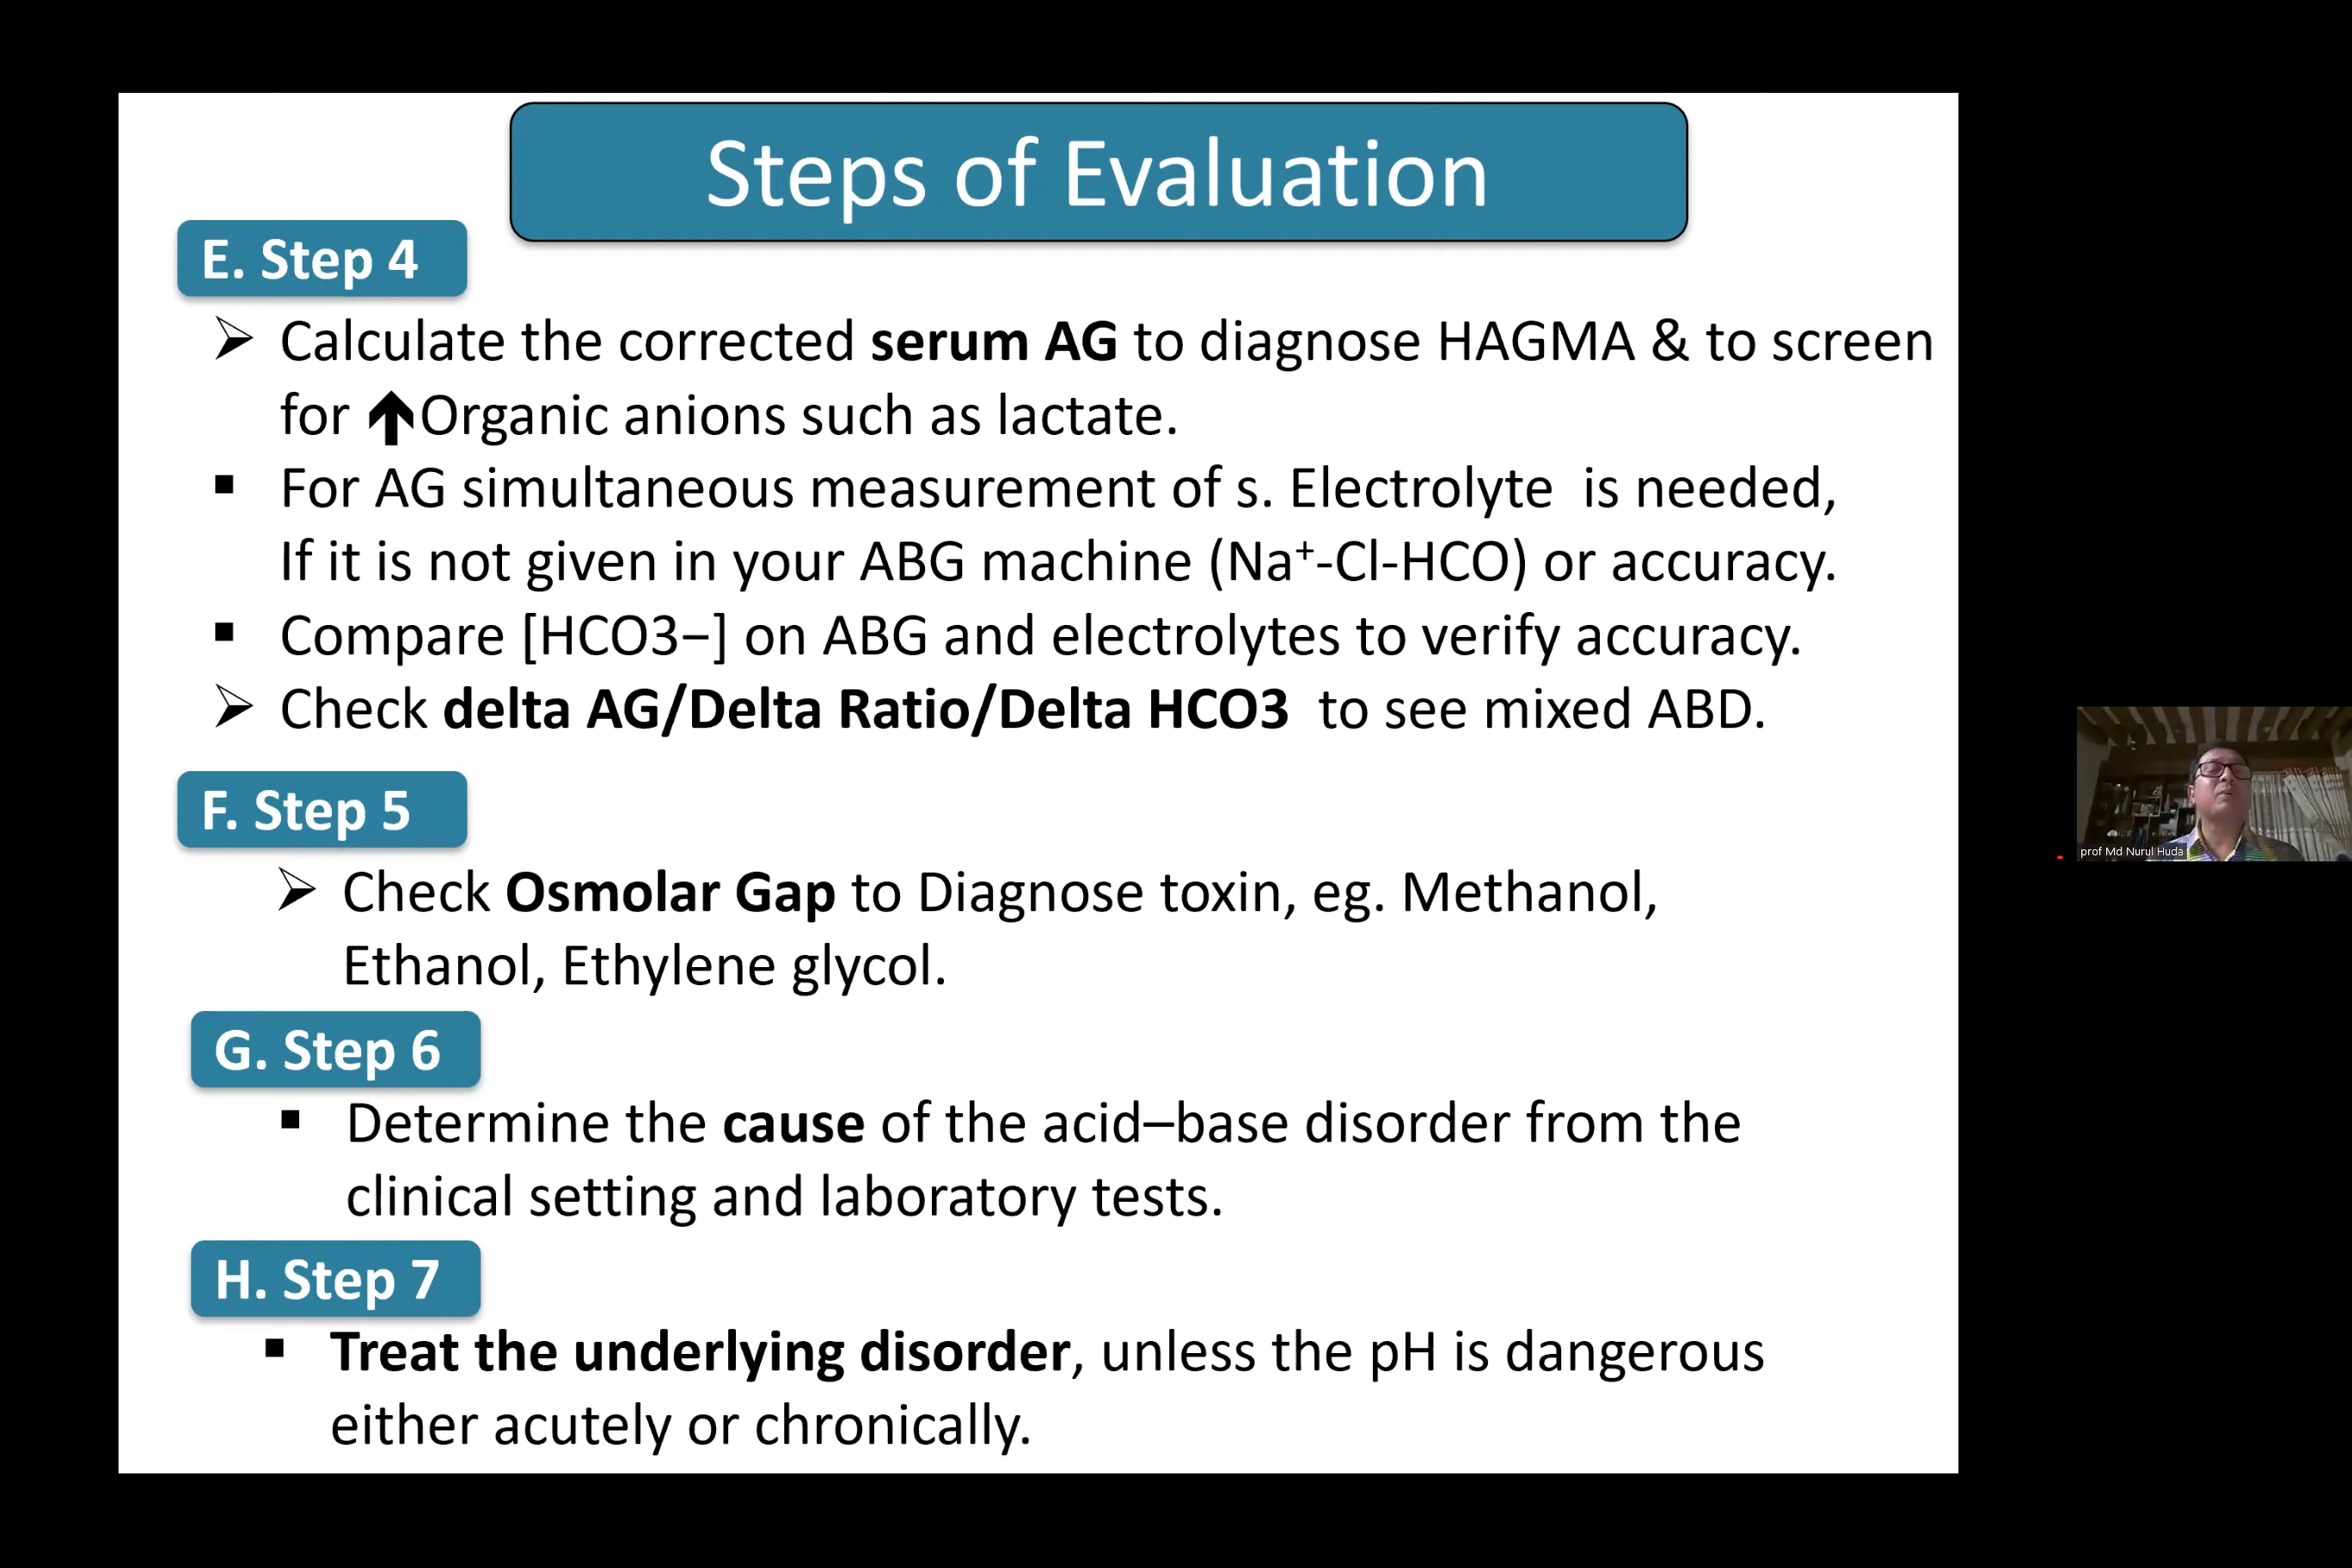 Steps of Evaluation
E. Step 4
➢ Calculate the corrected serum AG to diagnose HAGMA & to screen
for ⬆Organic anions such as lactate.
▪ For AG simultaneous measurement of s. Electrolyte is needed,
If it is not given in your ABG machine (Na⁺-Cl-HCO) or accuracy.
▪ Compare [HCO3−] on ABG and electrolytes to verify accuracy.
➢ Check delta AG/Delta Ratio/Delta HCO3 to see mixed ABD.
F. Step 5
➢ Check Osmolar Gap to Diagnose toxin, eg. Methanol,
Ethanol, Ethylene glycol.
G. Step 6
▪ Determine the cause of the acid–base disorder from the
clinical setting and laboratory tests.
H. Step 7
▪ Treat the underlying disorder, unless the pH is dangerous
either acutely or chronically.
prof Md Nurul Huda